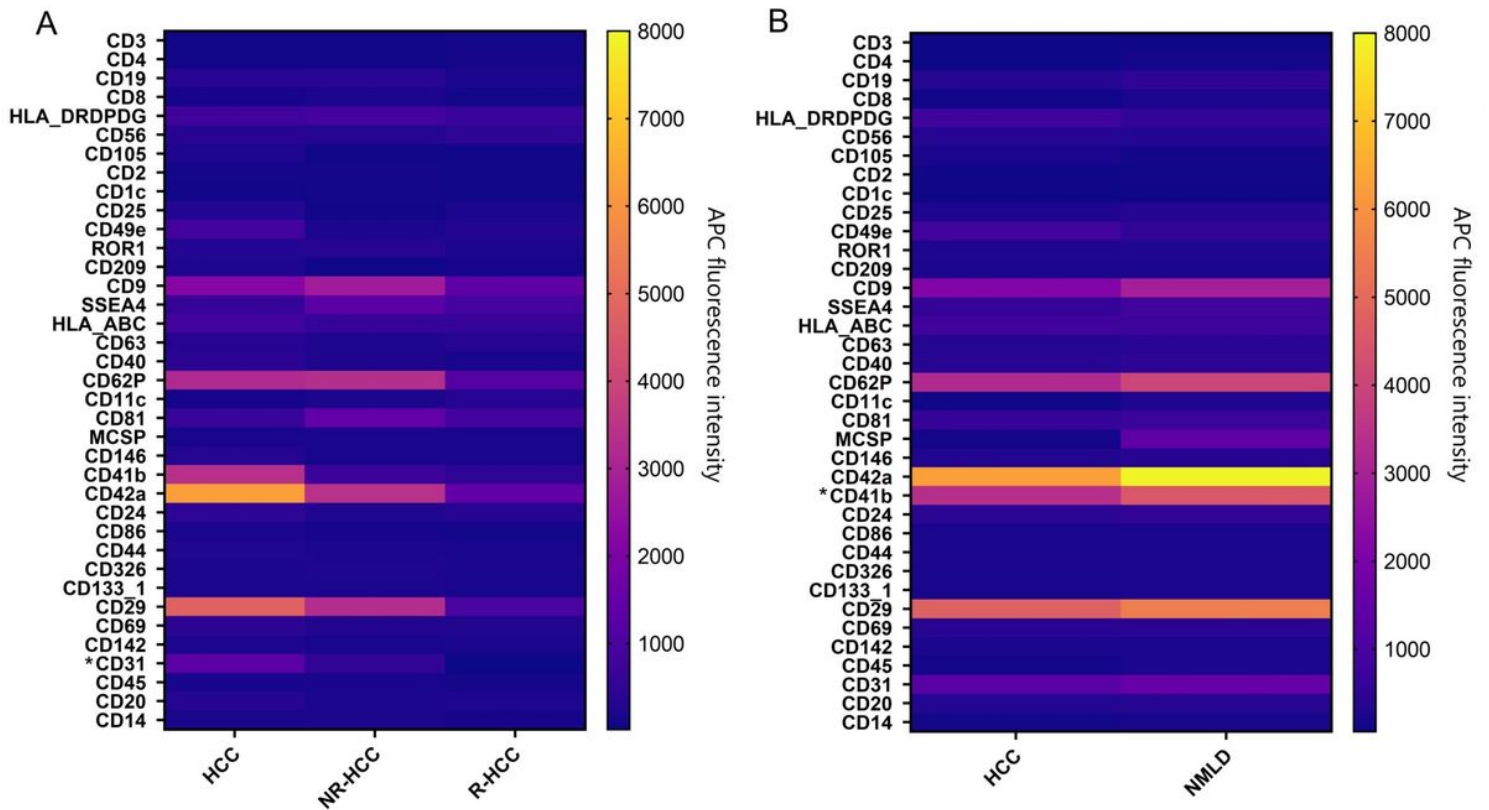 A
CD3
CD4
CD19
CD8
HLA_DRDPDG
CD56
CD105
CD2
CD1c
CD25
CD49e
ROR1
CD209
CD9
SSEA4
HLA_ABC
CD63
CD40
CD62P
CD11c
CD81
MCSP
CD146
CD41b
CD42a
CD24
CD86
CD44
CD326
CD133_1
CD29
CD69
CD142
*CD31
CD45
CD20
CD14
HCC
NR-HCC
R-HCC
8000
7000
6000
5000
4000
3000
2000
1000
APC fluorescence intensity
B
CD3
CD4
CD19
CD8
HLA_DRDPDG
CD56
CD105
CD2
CD1c
CD25
CD49e
ROR1
CD209
CD9
SSEA4
HLA_ABC
CD63
CD40
CD62P
CD11c
CD81
MCSP
CD146
CD42a
*CD41b
CD24
CD86
CD44
CD326
CD133_1
CD29
CD69
CD142
CD45
CD31
CD20
CD14
HCC
NMLD
8000
7000
6000
5000
4000
3000
2000
1000
APC fluorescence intensity